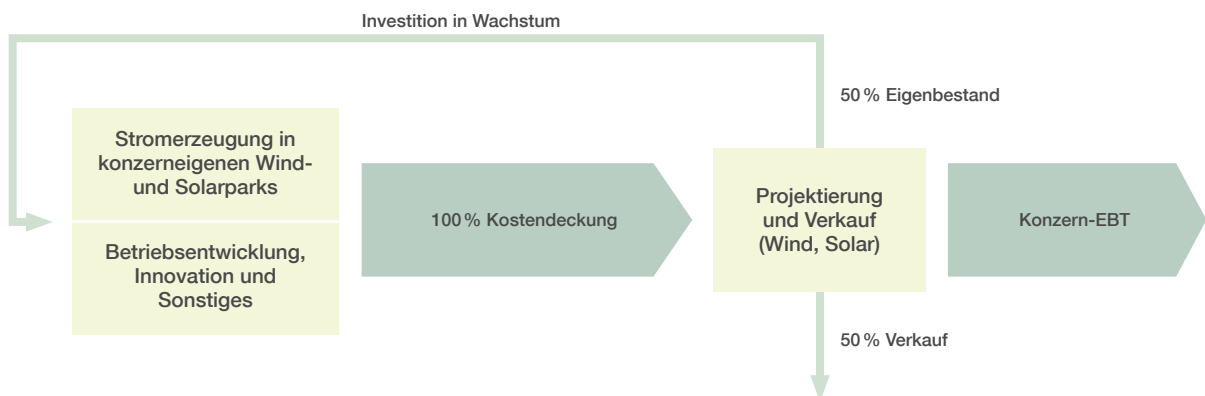 Investition in Wachstum
50 % Eigenbestand
Stromerzeugung in
konzerneigenen Wind-
und Solarparks
Betriebsentwicklung,
Innovation und
Sonstiges
100 % Kostendeckung
Projektierung
und Verkauf
(Wind, Solar)
Konzern-EBT
50 % Verkauf